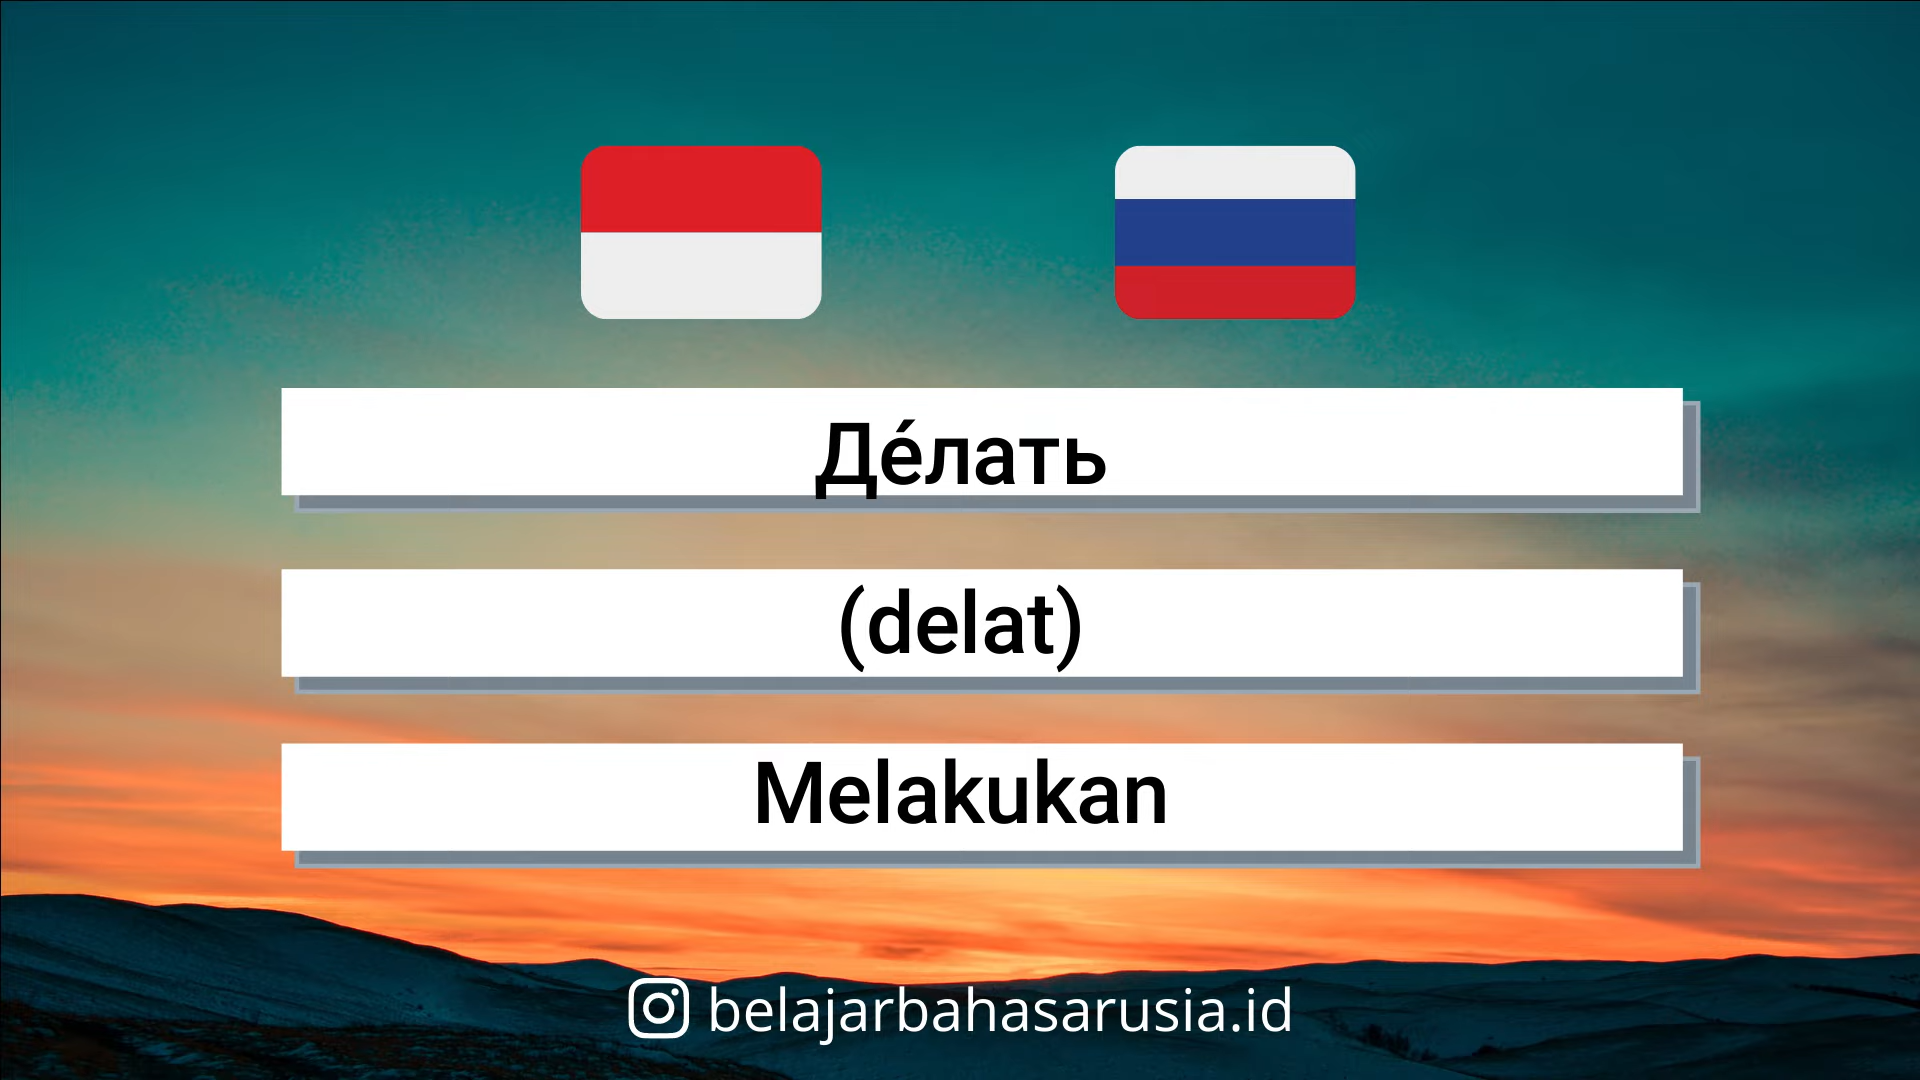 Де́лать
(delat)
Melakukan
belajarbahasarusia.id